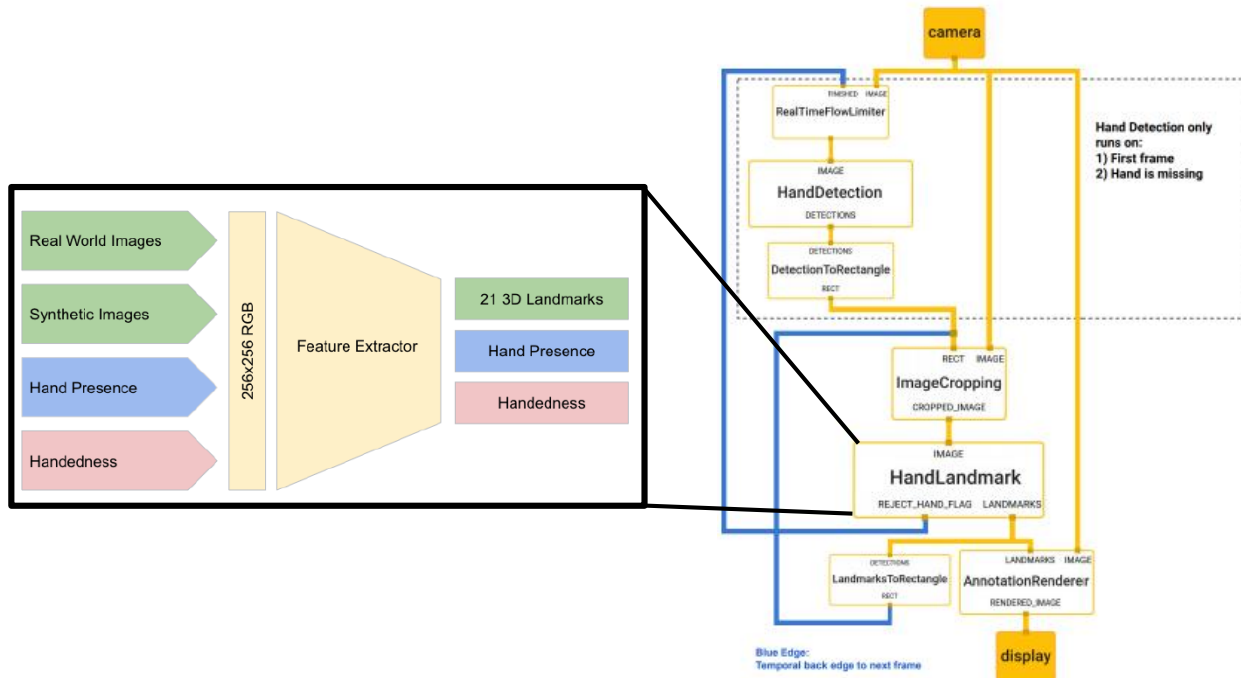 camera
FINISHED IMAGE
RealTimeFlowLimiter
Hand Detection only
runs on:
1) First frame
2) Hand is missing
IMAGE
HandDetection
DETECTIONS
DETECTIONS
DetectionToRectangle
RECT
Real World Images
Synthetic Images
Hand Presence
Handedness
256x256 RGB
Feature Extractor
21 3D Landmarks
Hand Presence
Handedness
RECT IMAGE
ImageCropping
CROPPED_IMAGE
IMAGE
HandLandmark
REJECT_HAND_FLAG LANDMARKS
DETECTIONS
LandmarksToRectangle
RECT
LANDMARKS IMAGE
AnnotationRenderer
RENDERED_IMAGE
display
Blue Edge:
Temporal back edge to next frame